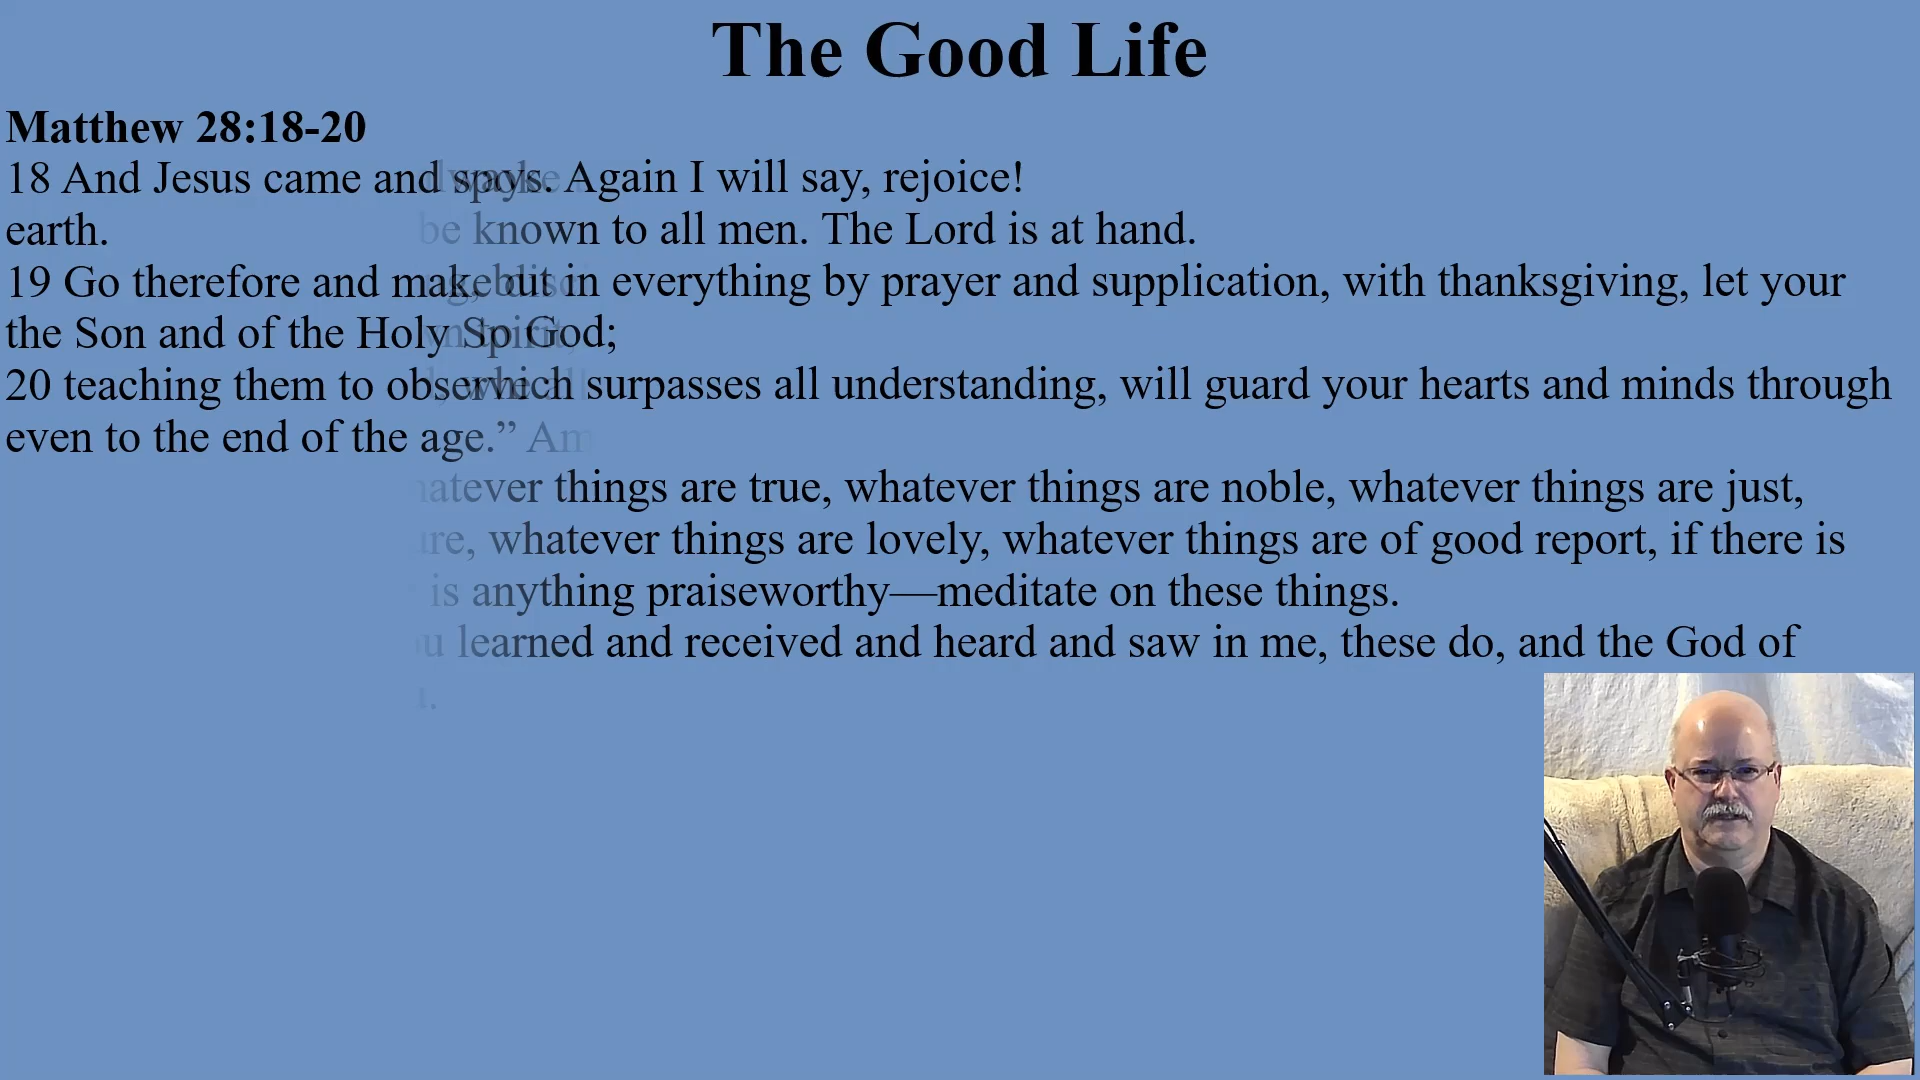 The Good Life
Matthew 28:18-20
18 And Jesus came and Again I will say, rejoice!
earth. be known to all men. The Lord is at hand.
19 Go therefore and make but in everything by prayer and supplication, with thanksgiving, let your
the Son and of the Holy God;
20 teaching them to which surpasses all understanding, will guard your hearts and minds through
even to the end of the age.”
things are true, whatever things are noble, whatever things are just,
whatever things are lovely, whatever things are of good report, if there is
is anything praiseworthy—meditate on these things.
learned and received and heard and saw in me, these do, and the God of